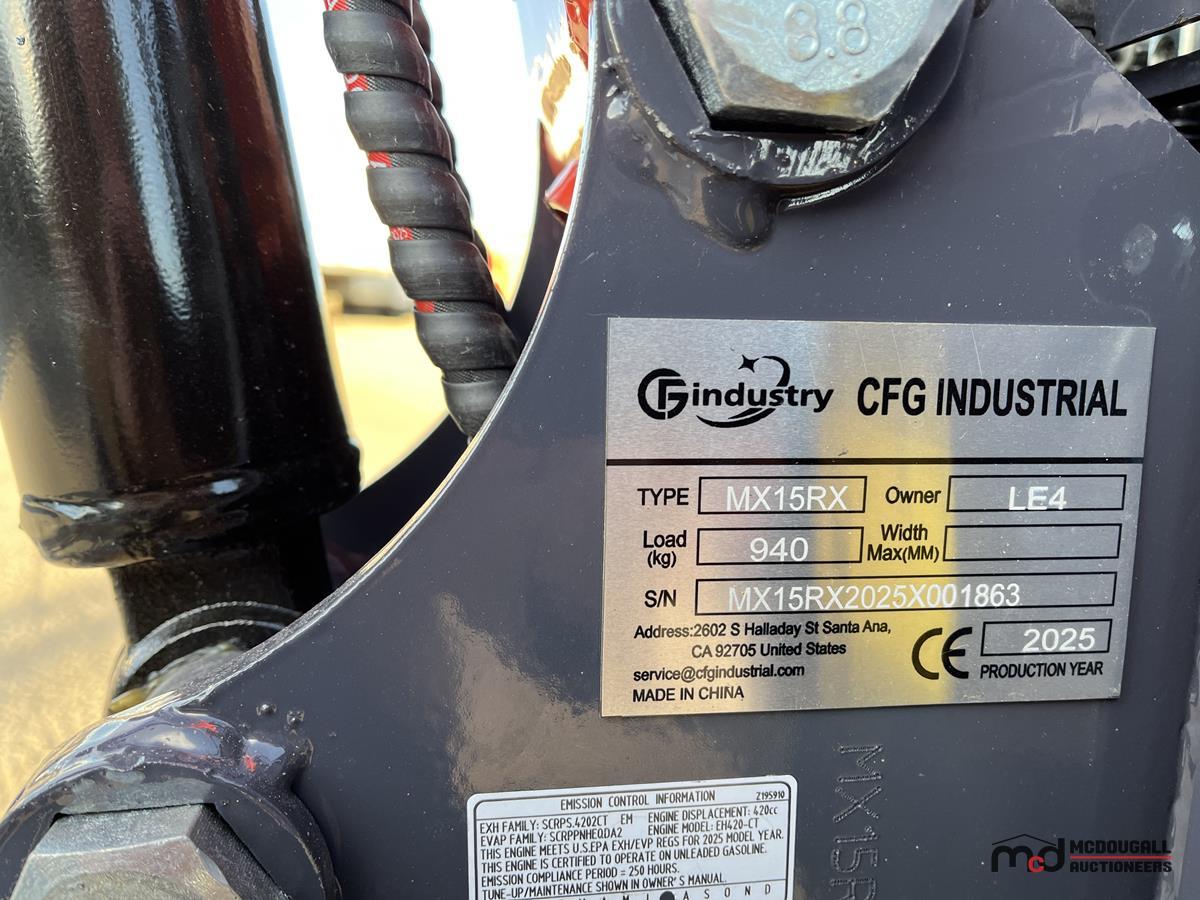 8.8
CFG industry CFG INDUSTRIAL
TYPE MX15RX Owner LE4
Load (kg) 940 Width Max(MM)
S/N MX15RX2025X001863
Address:2602 S Halladay St Santa Ana,
CA 92705 United States
service@cfgindustrial.com
MADE IN CHINA
CE 2025
PRODUCTION YEAR
EMISSION CONTROL INFORMATION Z195910
EXH FAMILY: SCRPS.4202CT EM ENGINE DISPLACEMENT: 420cc
EVAP FAMILY: SCRPPNHEQDA2 ENGINE MODEL: EH420-CT
THIS ENGINE MEETS U.S.EPA EXH/EVP REGS FOR 2025 MODEL YEAR.
THIS ENGINE IS CERTIFIED TO OPERATE ON UNLEADED GASOLINE.
EMISSION COMPLIANCE PERIOD = 250 HOURS.
TUNE-UP/MAINTENANCE SHOWN IN OWNER'S MANUAL.
A S O N D
MX15R
mcd MCDOUGALL
AUCTIONEERS